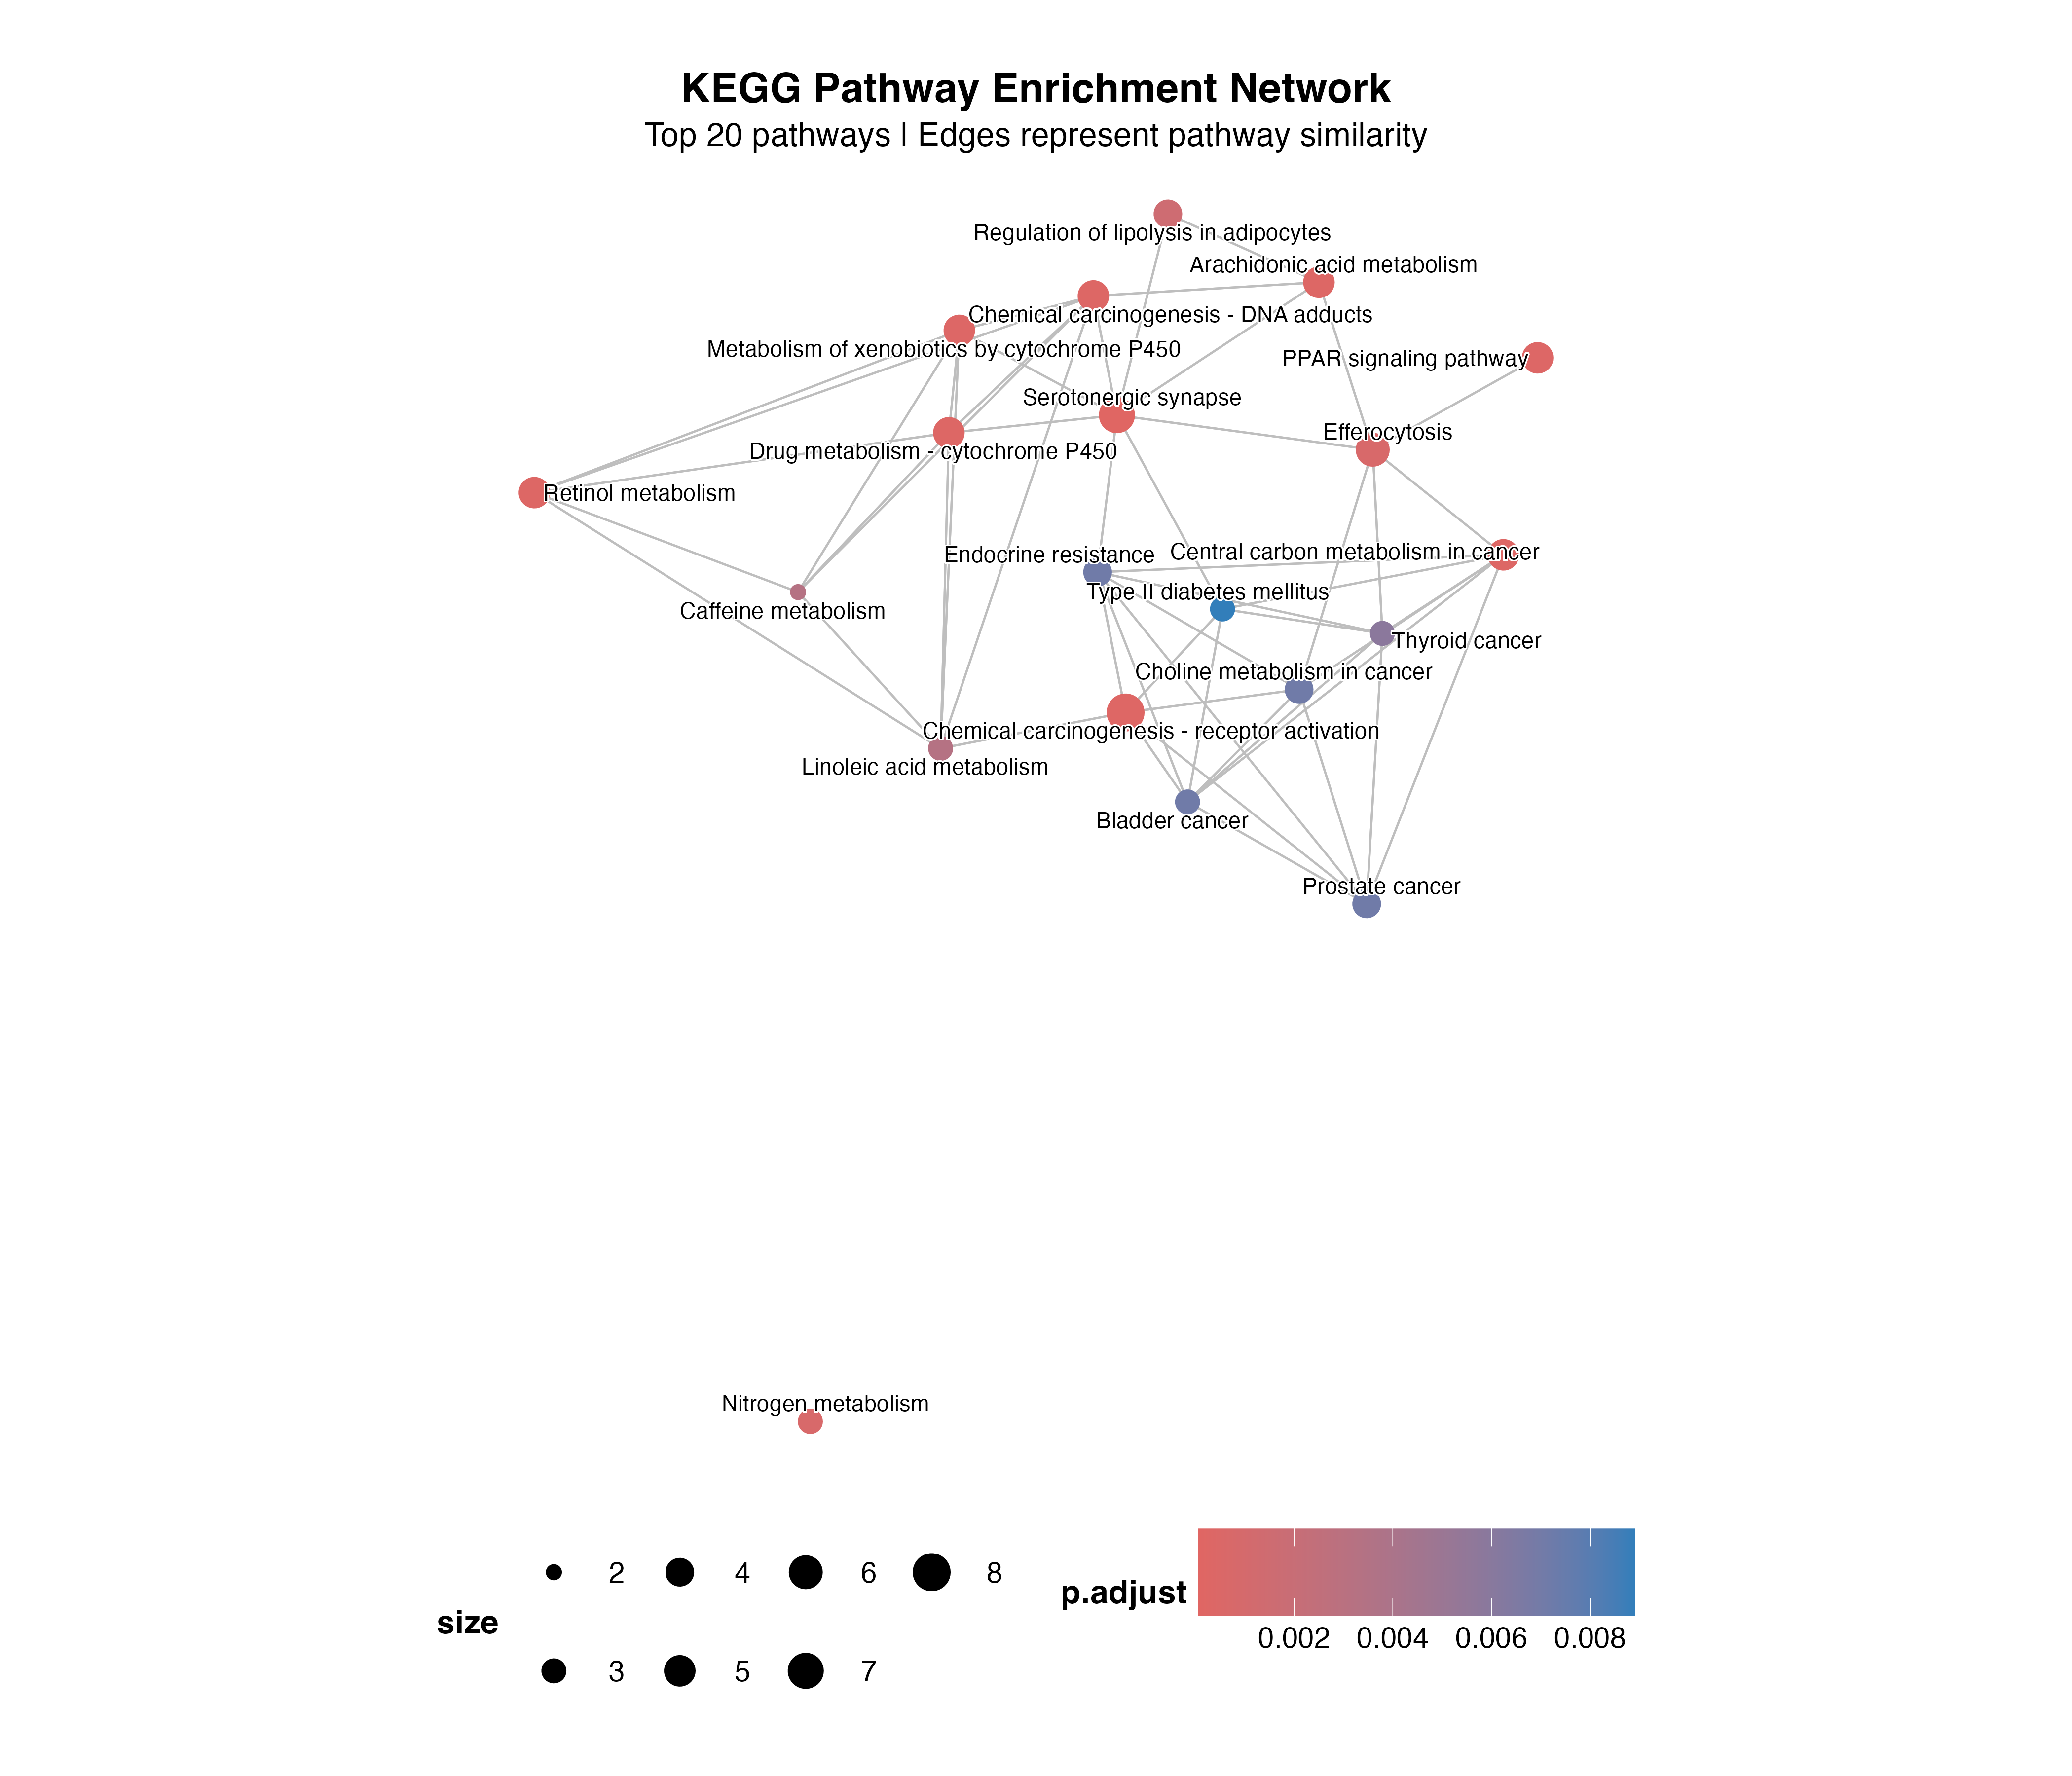 KEGG Pathway Enrichment Network
Top 20 pathways | Edges represent pathway similarity
Regulation of lipolysis in adipocytes
Arachidonic acid metabolism
Chemical carcinogenesis - DNA adducts
Metabolism of xenobiotics by cytochrome P450
PPAR signaling pathway
Serotonergic synapse
Efferocytosis
Drug metabolism - cytochrome P450
Retinol metabolism
Endocrine resistance
Central carbon metabolism in cancer
Type II diabetes mellitus
Caffeine metabolism
Thyroid cancer
Choline metabolism in cancer
Chemical carcinogenesis - receptor activation
Linoleic acid metabolism
Bladder cancer
Prostate cancer
Nitrogen metabolism
size
2 4 6 8
3 5 7
p.adjust
0.002 0.004 0.006 0.008